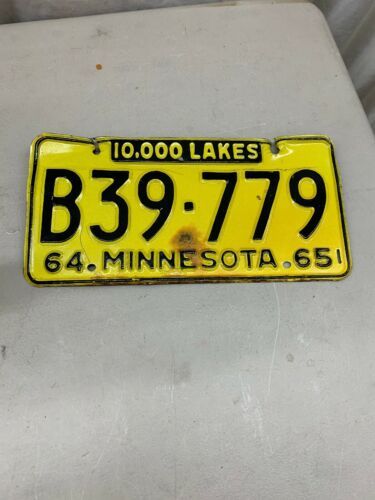 10,000 LAKES
B39·779
64. MINNESOTA .65